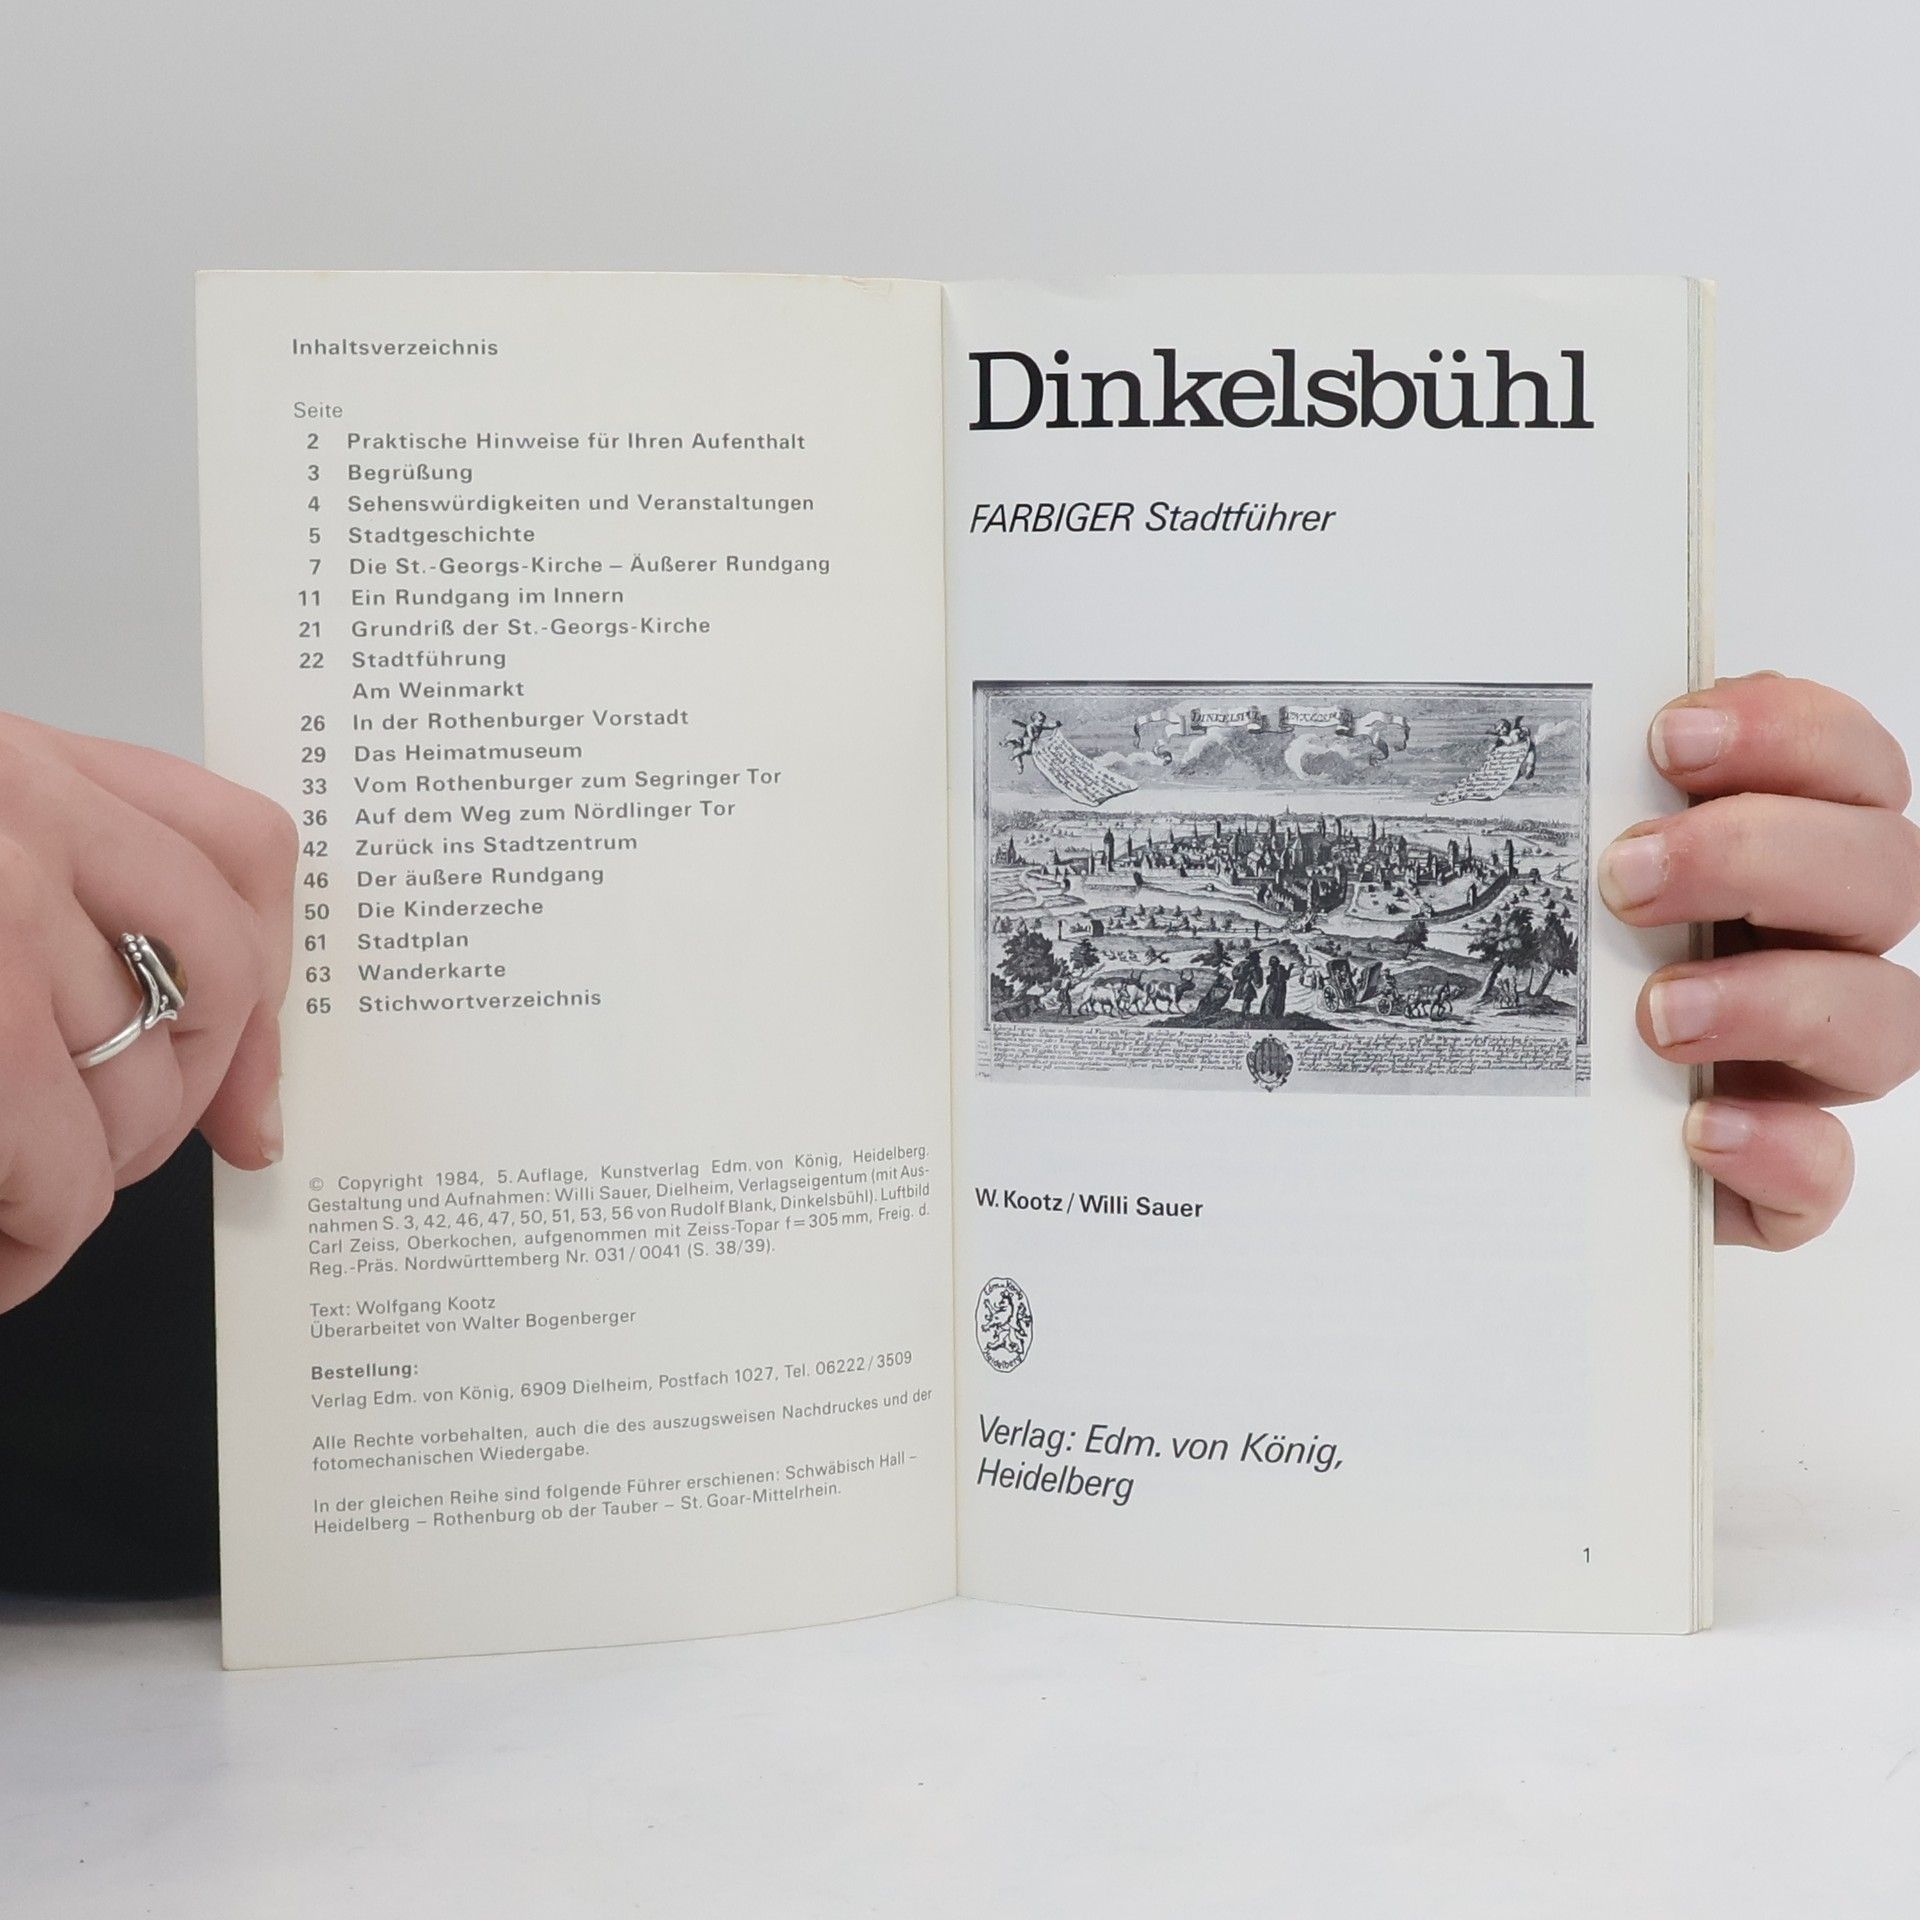 Inhaltsverzeichnis
Seite
2 Praktische Hinweise für Ihren Aufenthalt
3 Begrüßung
4 Sehenswürdigkeiten und Veranstaltungen
5 Stadtgeschichte
7 Die St.-Georgs-Kirche – Äußerer Rundgang
11 Ein Rundgang im Innern
21 Grundriß der St.-Georgs-Kirche
22 Stadtführung
Am Weinmarkt
26 In der Rothenburger Vorstadt
29 Das Heimatmuseum
33 Vom Rothenburger zum Segringer Tor
36 Auf dem Weg zum Nördlinger Tor
42 Zurück ins Stadtzentrum
46 Der äußere Rundgang
50 Die Kinderzeche
61 Stadtplan
63 Wanderkarte
65 Stichwortverzeichnis
© Copyright 1984, 5. Auflage, Kunstverlag Edm. von König, Heidelberg.
Gestaltung und Aufnahmen: Willi Sauer, Dielheim, Verlagseigentum (mit Aus-
nahmen S. 3, 42, 46, 47, 50, 51, 53, 56 von Rudolf Blank, Dinkelsbühl). Luftbild
Carl Zeiss, Oberkochen, aufgenommen mit Zeiss-Topar f = 305 mm, Freig. d.
Reg.-Präs. Nordwürttemberg Nr. 031/0041 (S. 38/39).
Text: Wolfgang Kootz
Überarbeitet von Walter Bogenberger
Bestellung:
Verlag Edm. von König, 6909 Dielheim, Postfach 1027, Tel. 06222/3509
Alle Rechte vorbehalten, auch die des auszugsweisen Nachdruckes und der
fotomechanischen Wiedergabe.
In der gleichen Reihe sind folgende Führer erschienen: Schwäbisch Hall –
Heidelberg – Rothenburg ob der Tauber – St. Goar-Mittelrhein.
Dinkelsbühl
FARBIGER Stadtführer
W. Kootz / Willi Sauer
Edm. v. König
Heidelberg
Verlag: Edm. von König,
Heidelberg
1